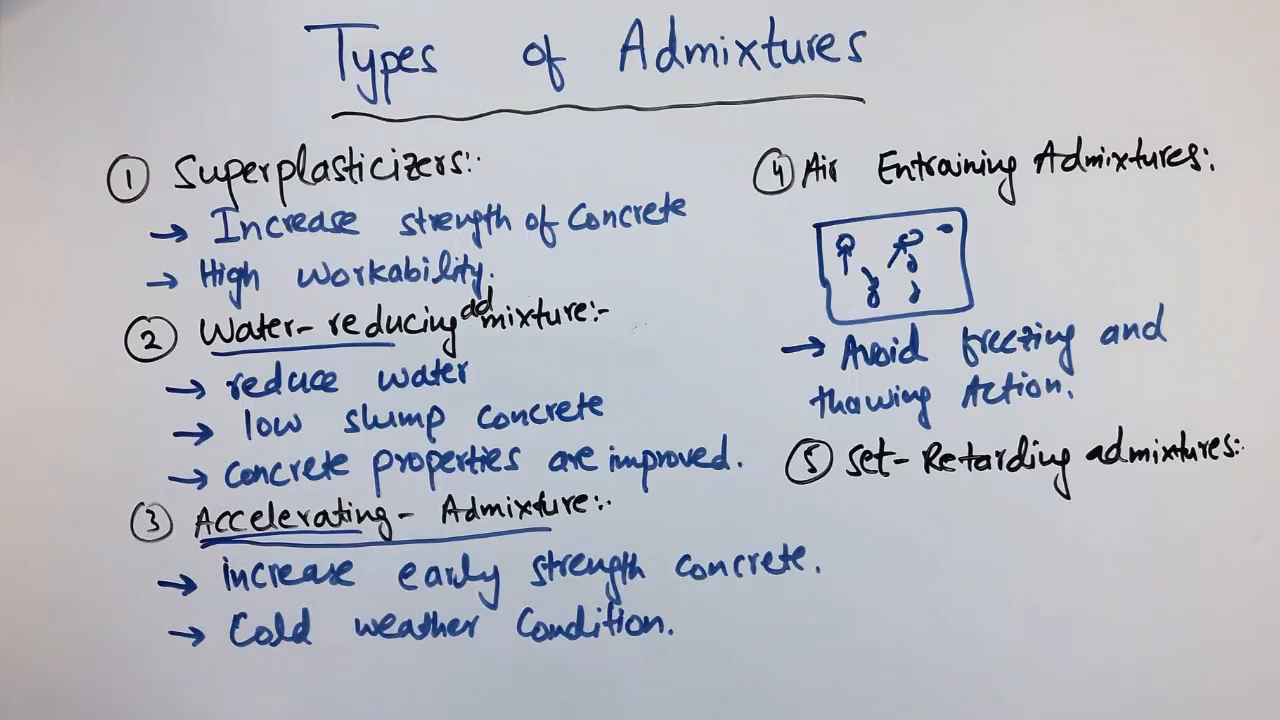 Types of Admixtures
① Superplasticizers:-
→ Increase strength of Concrete
→ High workability.
② Water-reducing admixture:-
→ reduce water
→ low slump concrete
→ concrete properties are improved.
③ Accelerating - Admixture:-
→ increase early strength concrete.
→ Cold weather Condition.
④ Air Entraining Admixtures:
→ Avoid freezing and
thawing Action.
⑤ Set-Retarding admixtures:-